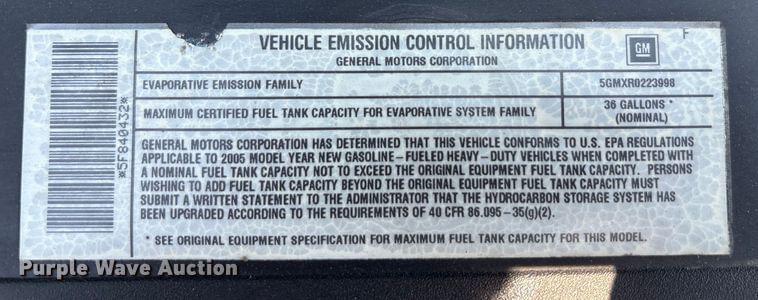 VEHICLE EMISSION CONTROL INFORMATION
GENERAL MOTORS CORPORATION
GM
F
EVAPORATIVE EMISSION FAMILY 5GMXR0223998
MAXIMUM CERTIFIED FUEL TANK CAPACITY FOR EVAPORATIVE SYSTEM FAMILY 36 GALLONS *
(NOMINAL)
GENERAL MOTORS CORPORATION HAS DETERMINED THAT THIS VEHICLE CONFORMS TO U.S. EPA REGULATIONS
APPLICABLE TO 2005 MODEL YEAR NEW GASOLINE-FUELED HEAVY-DUTY VEHICLES WHEN COMPLETED WITH
A NOMINAL FUEL TANK CAPACITY NOT TO EXCEED THE ORIGINAL EQUIPMENT FUEL TANK CAPACITY. PERSONS
WISHING TO ADD FUEL TANK CAPACITY BEYOND THE ORIGINAL EQUIPMENT FUEL TANK CAPACITY MUST
SUBMIT A WRITTEN STATEMENT TO THE ADMINISTRATOR THAT THE HYDROCARBON STORAGE SYSTEM HAS
BEEN UPGRADED ACCORDING TO THE REQUIREMENTS OF 40 CFR 86.095-35(g)(2).
* SEE ORIGINAL EQUIPMENT SPECIFICATION FOR MAXIMUM FUEL TANK CAPACITY FOR THIS MODEL.
*5F840432*
Purple Wave Auction